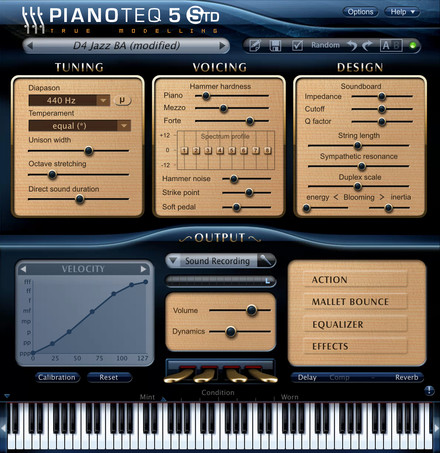 PIANOTEQ 5 STD
TRUE MODELLING
Options
Help
D4 Jazz BA (modified)
Random
A B
TUNING
VOICING
DESIGN
Diapason
440 Hz
µ
Temperament
equal (*)
Unison width
Octave stretching
Direct sound duration
Hammer hardness
Piano
Mezzo
Forte
+12
Spectrum profile
0
1 2 3 4 5 6 7 8
-12
Hammer noise
Strike point
Soft pedal
Soundboard
Impedance
Cutoff
Q factor
String length
Sympathetic resonance
Duplex scale
energy < Blooming > inertia
OUTPUT
VELOCITY
fff
ff
f
mf
mp
p
pp
ppp
0 25 50 75 100 127
Calibration
Reset
Sound Recording
L
Volume
Dynamics
ACTION
MALLET BOUNCE
EQUALIZER
EFFECTS
Delay
Comp
Reverb
Condition
Mint
Worn